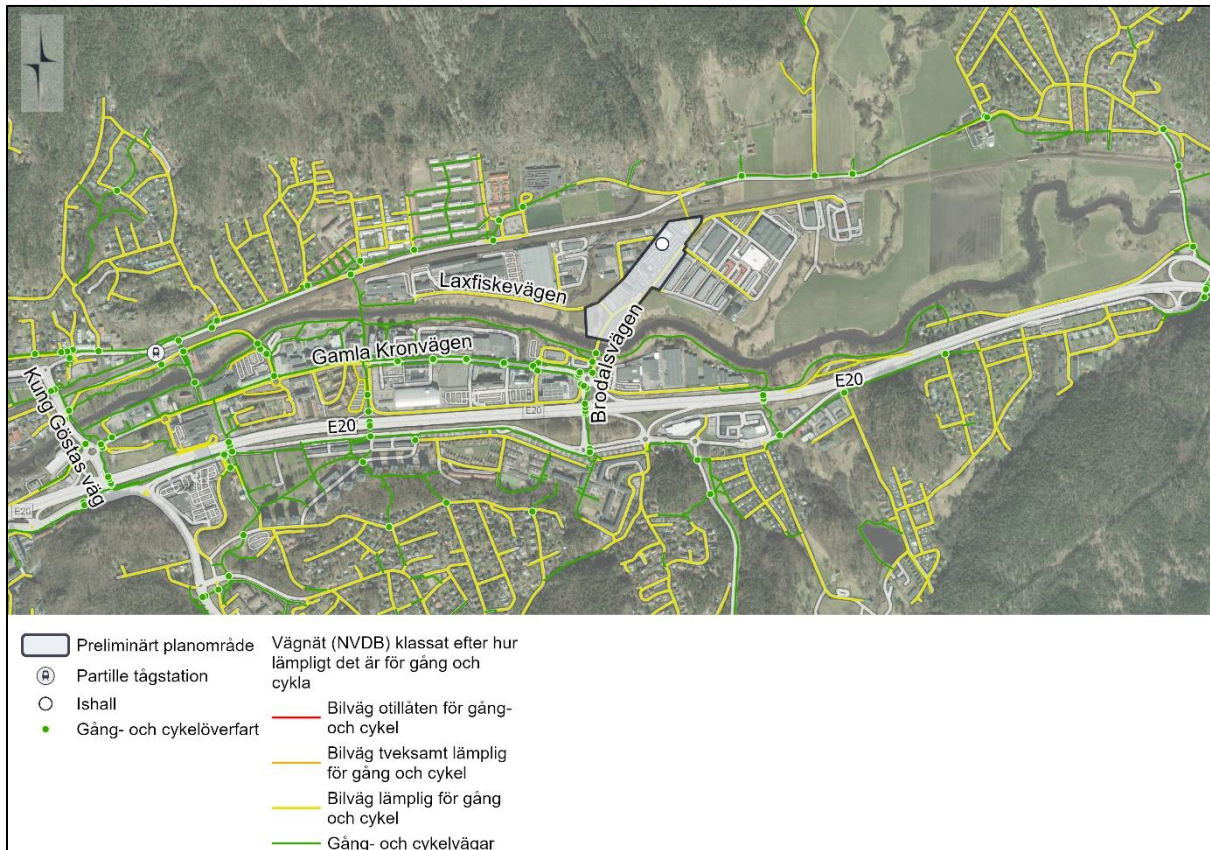 Laxfiskevägen
Gamla Kronvägen
Brodalsvägen
Kung Göstas väg
E20
E20
E20
E20
Preliminärt planområde
Partille tågstation
Ishall
Gång- och cykelöverfart
Vägnät (NVDB) klassat efter hur
lämpligt det är för gång och
cykla
Bilväg otillåten för gång-
och cykel
Bilväg tveksamt lämplig
för gång och cykel
Bilväg lämplig för gång
och cykel
Gång- och cykelvägar